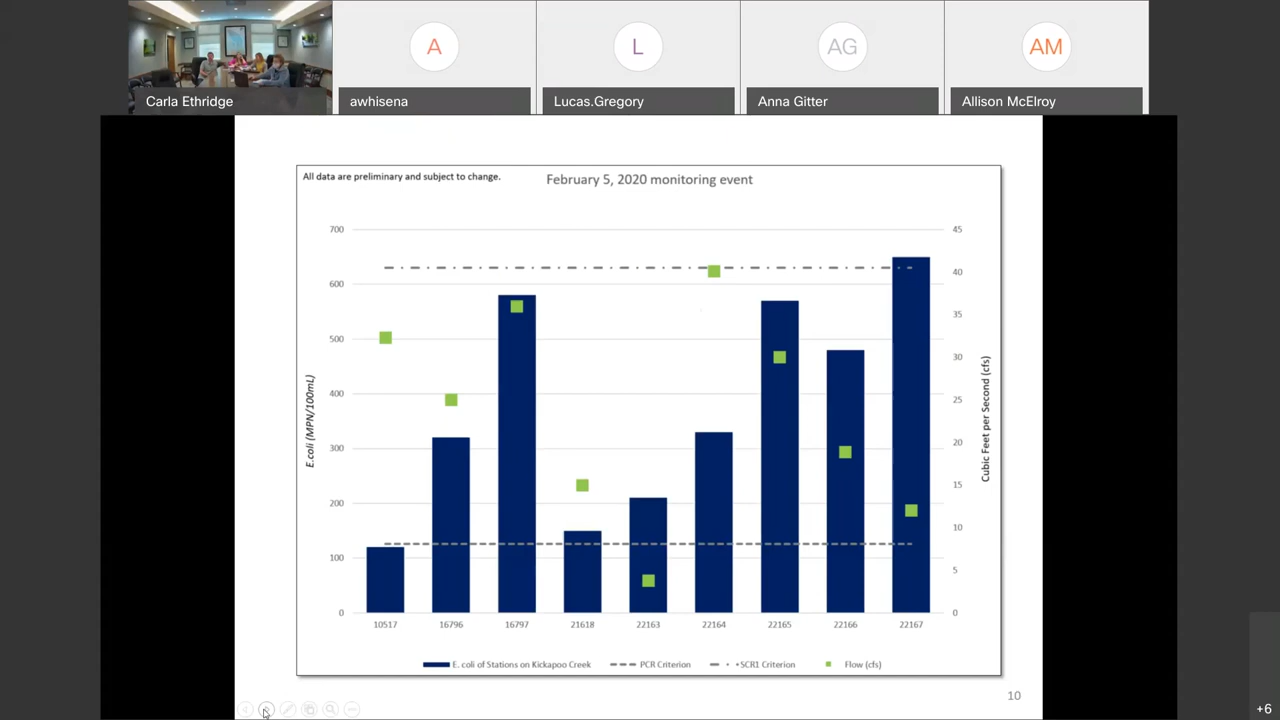 A
L
AG
AM
Carla Ethridge
awhisena
Lucas.Gregory
Anna Gitter
Allison McElroy
All data are preliminary and subject to change.
February 5, 2020 monitoring event
700
600
500
400
300
200
100
0
E.coli (MPN/100mL)
45
40
35
30
25
20
15
10
5
0
Cubic Feet per Second (cfs)
10517 16796 16797 21618 22163 22164 22165 22166 22167
E. coli of Stations on Kickapoo Creek PCR Criterion SCR1 Criterion Flow (cfs)
10
+6